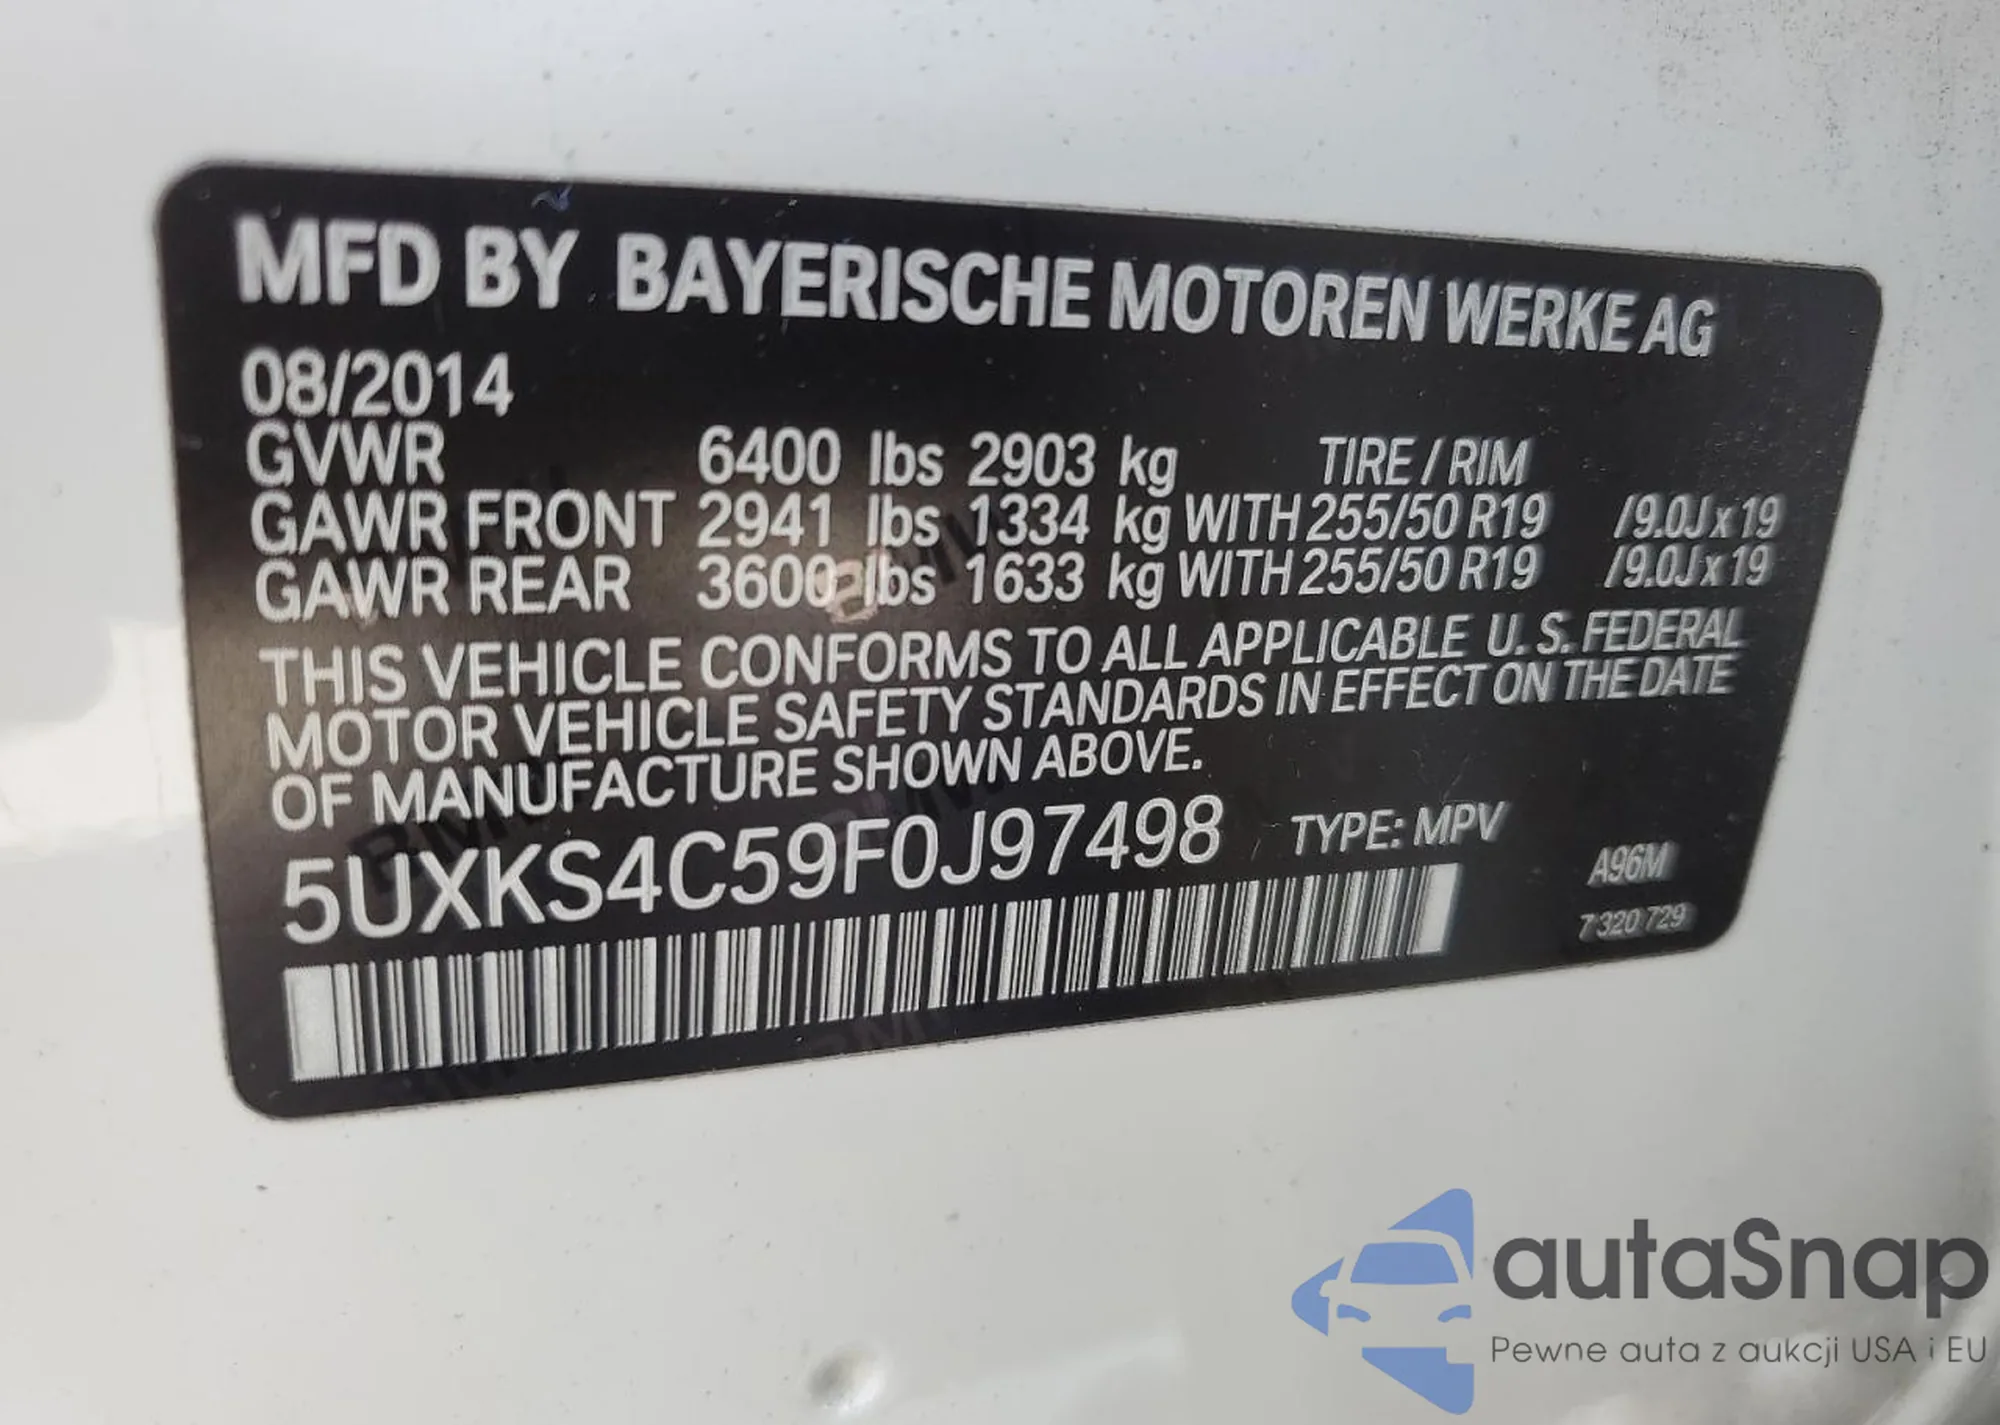 MFD BY BAYERISCHE MOTOREN WERKE AG
08/2014
GVWR 6400 lbs 2903 kg TIRE / RIM
GAWR FRONT 2941 lbs 1334 kg WITH 255/50 R19 /9.0J x 19
GAWR REAR 3600 lbs 1633 kg WITH 255/50 R19 /9.0J x 19
THIS VEHICLE CONFORMS TO ALL APPLICABLE U. S. FEDERAL
MOTOR VEHICLE SAFETY STANDARDS IN EFFECT ON THE DATE
OF MANUFACTURE SHOWN ABOVE.
5UXKS4C59F0J97498 TYPE: MPV
A96M
7 320 729
autaSnap
Pewne auta z aukcji USA i EU